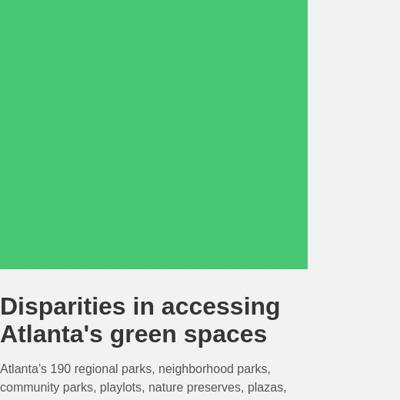 Disparities in accessing
Atlanta's green spaces
Atlanta’s 190 regional parks, neighborhood parks,
community parks, playlots, nature preserves, plazas,